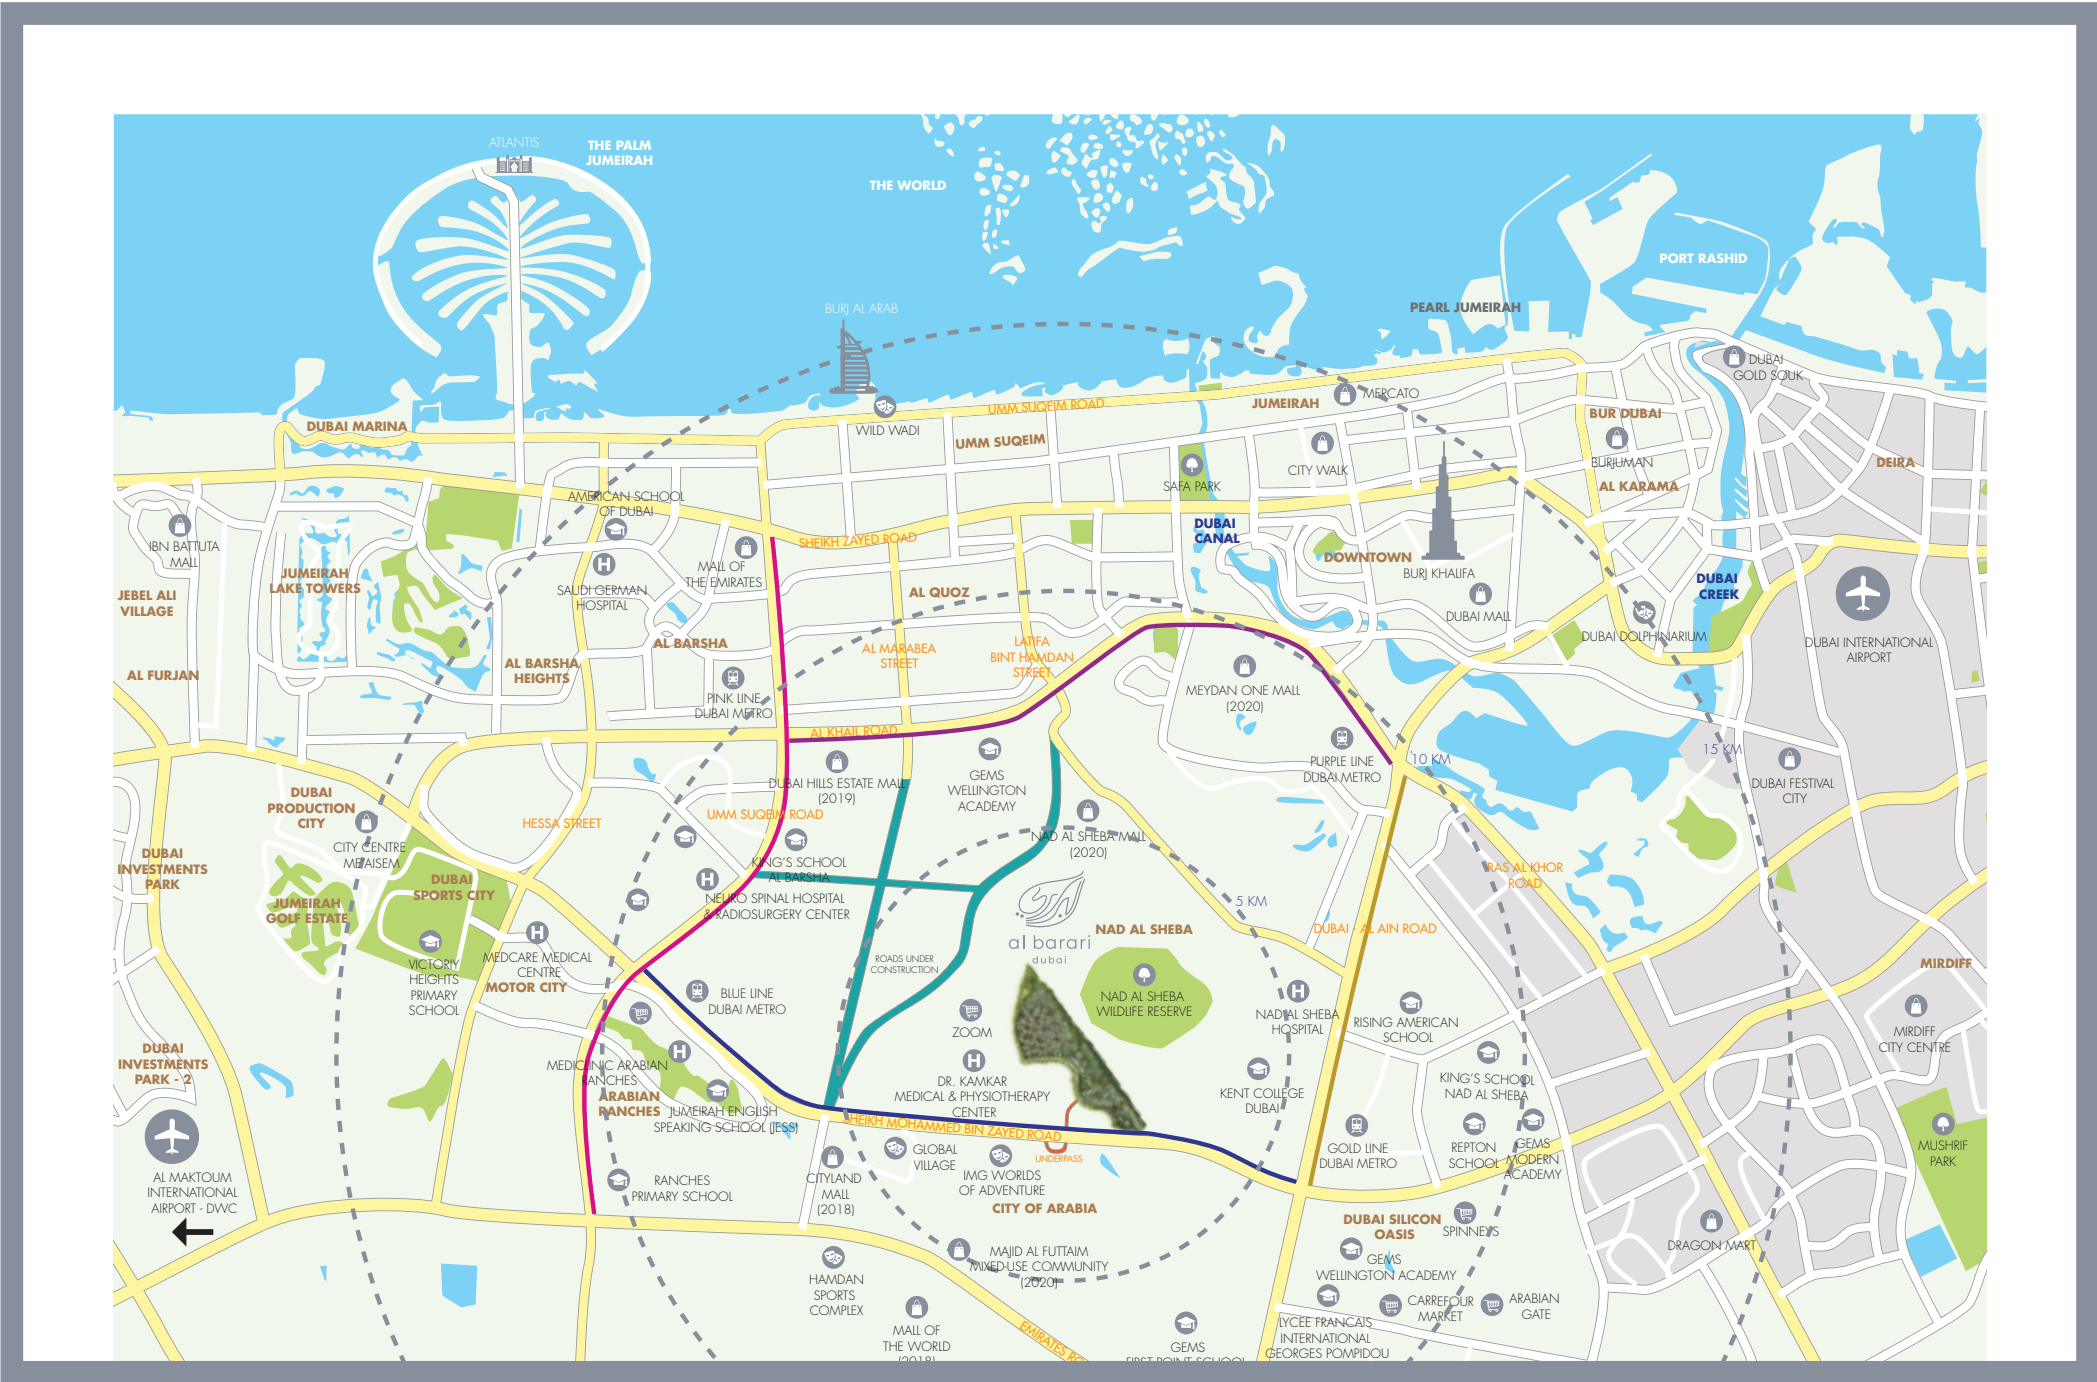 ATLANTIS
THE PALM
JUMEIRAH
THE WORLD
BURJ AL ARAB
PORT RASHID
PEARL JUMEIRAH
DUBAI
GOLD SOUK
MERCATO
JUMEIRAH
UMM SUQEIM ROAD
BUR DUBAI
DUBAI MARINA
WILD WADI
UMM SUQEIM
CITY WALK
BURJUMAN
DEIRA
AL KARAMA
SAFA PARK
AMERICAN SCHOOL
OF DUBAI
DUBAI
CANAL
SHEIKH ZAYED ROAD
IBN BATTUTA
MALL
H
MALL OF
THE EMIRATES
DOWNTOWN
BURJ KHALIFA
JUMEIRAH
LAKE TOWERS
SAUDI GERMAN
HOSPITAL
AL QUOZ
DUBAI
CREEK
JEBEL ALI
VILLAGE
DUBAI MALL
DUBAI DOLPHINARIUM
DUBAI INTERNATIONAL
AIRPORT
AL BARSHA
AL MARABEA
STREET
LATIFA
BINT HAMDAN
STREET
AL BARSHA
HEIGHTS
AL FURJAN
PINK LINE
DUBAI METRO
MEYDAN ONE MALL
(2020)
AL KHAIL ROAD
15 KM
10 KM
PURPLE LINE
DUBAI METRO
DUBAI HILLS ESTATE MALL
(2019)
GEMS
WELLINGTON
ACADEMY
DUBAI FESTIVAL
CITY
DUBAI
PRODUCTION
CITY
HESSA STREET
UMM SUQEIM ROAD
NAD AL SHEBA MALL
(2020)
CITY CENTRE
ME'AISEM
KING'S SCHOOL
AL BARSHA
DUBAI
INVESTMENTS
PARK
DUBAI
SPORTS CITY
RAS AL KHOR
ROAD
H
NEURO SPINAL HOSPITAL
& RADIOSURGERY CENTER
JUMEIRAH
GOLF ESTATE
5 KM
al barari
dubai
NAD AL SHEBA
DUBAI - AL AIN ROAD
H
MEDCARE MEDICAL
CENTRE
MOTOR CITY
VICTORIY
HEIGHTS
PRIMARY
SCHOOL
ROADS UNDER
CONSTRUCTION
MIRDIFF
BLUE LINE
DUBAI METRO
NAD AL SHEBA
WILDLIFE RESERVE
H
NAD AL SHEBA
HOSPITAL
RISING AMERICAN
SCHOOL
ZOOM
MIRDIFF
CITY CENTRE
DUBAI
INVESTMENTS
PARK - 2
H
MEDICLINIC ARABIAN
RANCHES
H
DR. KAMKAR
MEDICAL & PHYSIOTHERAPY
CENTER
KENT COLLEGE
DUBAI
KING'S SCHOOL
NAD AL SHEBA
ARABIAN
RANCHES
JUMEIRAH ENGLISH
SPEAKING SCHOOL (JESS)
SHEIKH MOHAMMED BIN ZAYED ROAD
UNDERPASS
GLOBAL
VILLAGE
GOLD LINE
DUBAI METRO
REPTON
SCHOOL
GEMS
MODERN
ACADEMY
MUSHRIF
PARK
AL MAKTOUM
INTERNATIONAL
AIRPORT - DWC
RANCHES
PRIMARY SCHOOL
CITYLAND
MALL
(2018)
IMG WORLDS
OF ADVENTURE
CITY OF ARABIA
DUBAI SILICON
OASIS
SPINNEYS
DRAGON MART
MAJID AL FUTTAIM
MIXED-USE COMMUNITY
(2020)
GEMS
WELLINGTON ACADEMY
HAMDAN
SPORTS
COMPLEX
CARREFOUR
MARKET
ARABIAN
GATE
MALL OF
THE WORLD
(2018)
EMIRATES RO
GEMS
FIRST POINT SCHOOL
LYCEE FRANCAIS
INTERNATIONAL
GEORGES POMPIDOU